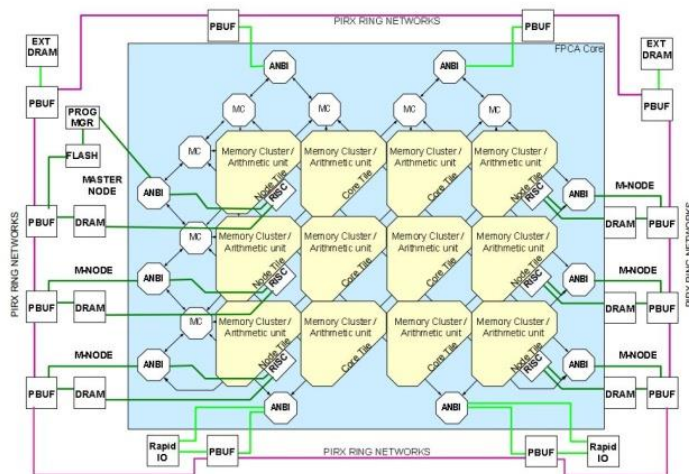 PIRX RING NETWORKS
PBUF
PBUF
EXT
DRAM
EXT
DRAM
FPCA Core
ANBI
ANBI
PBUF
PBUF
MC
MC
MC
MC
PROG
MGR
MC
FLASH
Memory Cluster /
Arithmetic unit
Memory Cluster /
Arithmetic unit
Memory Cluster /
Arithmetic unit
Memory Cluster /
Arithmetic unit
MASTER
NODE
ANBI
Node Tile
RISC
Core Tile
Core Tile
Node Tile
RISC
ANBI
M-NODE
PBUF
DRAM
DRAM
PBUF
MC
Memory Cluster /
Arithmetic unit
Memory Cluster /
Arithmetic unit
Memory Cluster /
Arithmetic unit
Memory Cluster /
Arithmetic unit
PIRX RING NETWORKS
PIRX RING NETWORKS
M-NODE
ANBI
Node Tile
RISC
Core Tile
Core Tile
Node Tile
RISC
ANBI
M-NODE
PBUF
DRAM
DRAM
PBUF
MC
Memory Cluster /
Arithmetic unit
Memory Cluster /
Arithmetic unit
Memory Cluster /
Arithmetic unit
Memory Cluster /
Arithmetic unit
M-NODE
ANBI
Node Tile
RISC
Core Tile
Core Tile
Node Tile
RISC
ANBI
M-NODE
PBUF
DRAM
DRAM
PBUF
ANBI
ANBI
Rapid
IO
PBUF
PIRX RING NETWORKS
PBUF
Rapid
IO